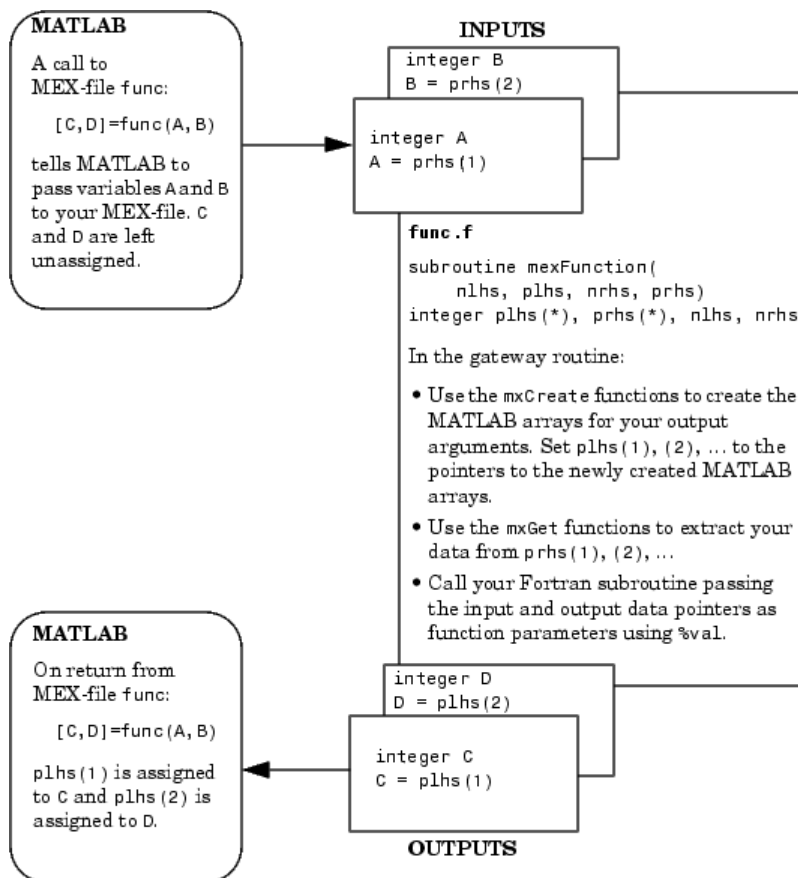 MATLAB
A call to
MEX-file func:
[C,D]=func(A,B)
tells MATLAB to
pass variables A and B
to your MEX-file. C
and D are left
unassigned.
INPUTS
integer B
B = prhs(2)
integer A
A = prhs(1)
func.f
subroutine mexFunction(
nlhs, plhs, nrhs, prhs)
integer plhs(*), prhs(*), nlhs, nrhs
In the gateway routine:
• Use the mxCreate functions to create the
MATLAB arrays for your output
arguments. Set plhs(1), (2), ... to the
pointers to the newly created MATLAB
arrays.
• Use the mxGet functions to extract your
data from prhs(1), (2), ...
• Call your Fortran subroutine passing
the input and output data pointers as
function parameters using %val.
MATLAB
On return from
MEX-file func:
[C,D]=func(A,B)
plhs(1) is assigned
to C and plhs(2) is
assigned to D.
integer D
D = plhs(2)
integer C
C = plhs(1)
OUTPUTS